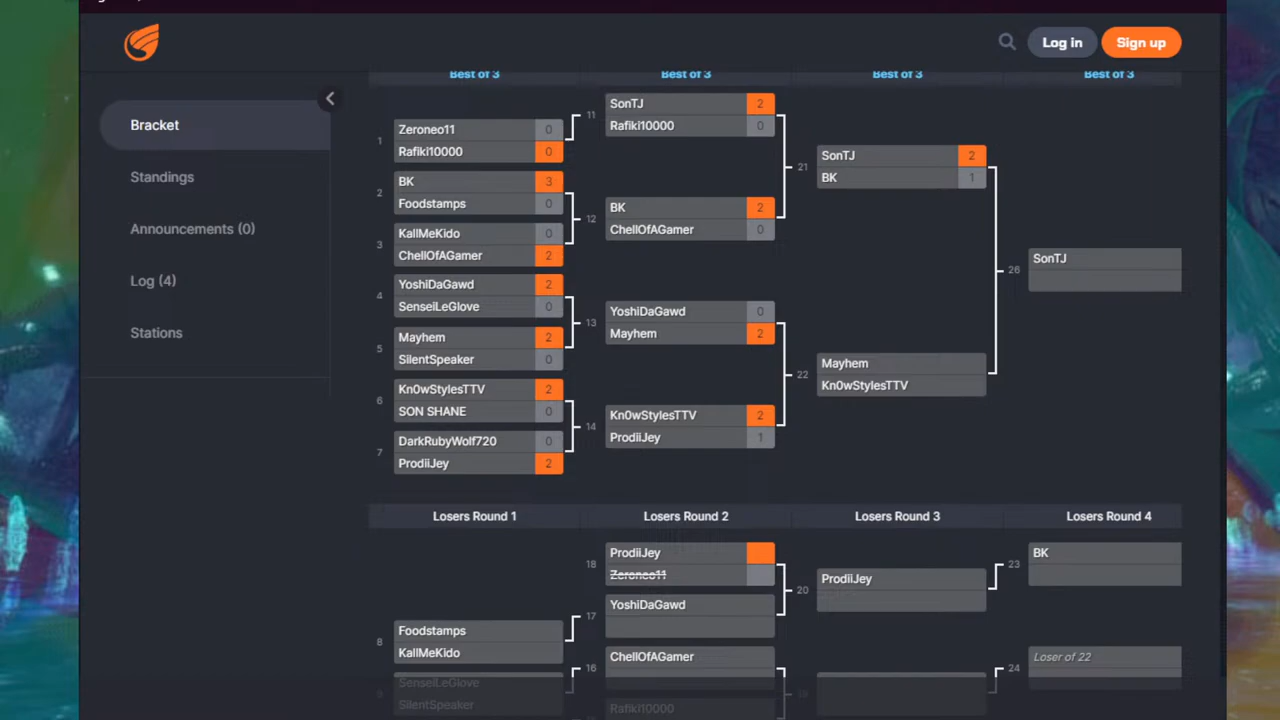 Log in
Sign up
Best of 3
Best of 3
Best of 3
Best of 3
Bracket
Standings
Announcements (0)
Log (4)
Stations
1
Zeroneo11 0
Rafiki10000 0
2
BK 3
Foodstamps 0
3
KallMeKido 0
ChellOfAGamer 2
4
YoshiDaGawd 2
SenseiLeGlove 0
5
Mayhem 2
SilentSpeaker 0
6
Kn0wStylesTTV 2
SON SHANE 0
7
DarkRubyWolf720 0
ProdiiJey 2
11
SonTJ 2
Rafiki10000 0
12
BK 2
ChellOfAGamer 0
13
YoshiDaGawd 0
Mayhem 2
14
Kn0wStylesTTV 2
ProdiiJey 1
21
SonTJ 2
BK 1
22
Mayhem
Kn0wStylesTTV
26
SonTJ
Losers Round 1
Losers Round 2
Losers Round 3
Losers Round 4
8
Foodstamps
KallMeKido
SenseiLeGlove
SilentSpeaker
18
ProdiiJey
Zeroneo11
17
YoshiDaGawd
16
ChellOfAGamer
Rafiki10000
20
ProdiiJey
23
BK
24
Loser of 22